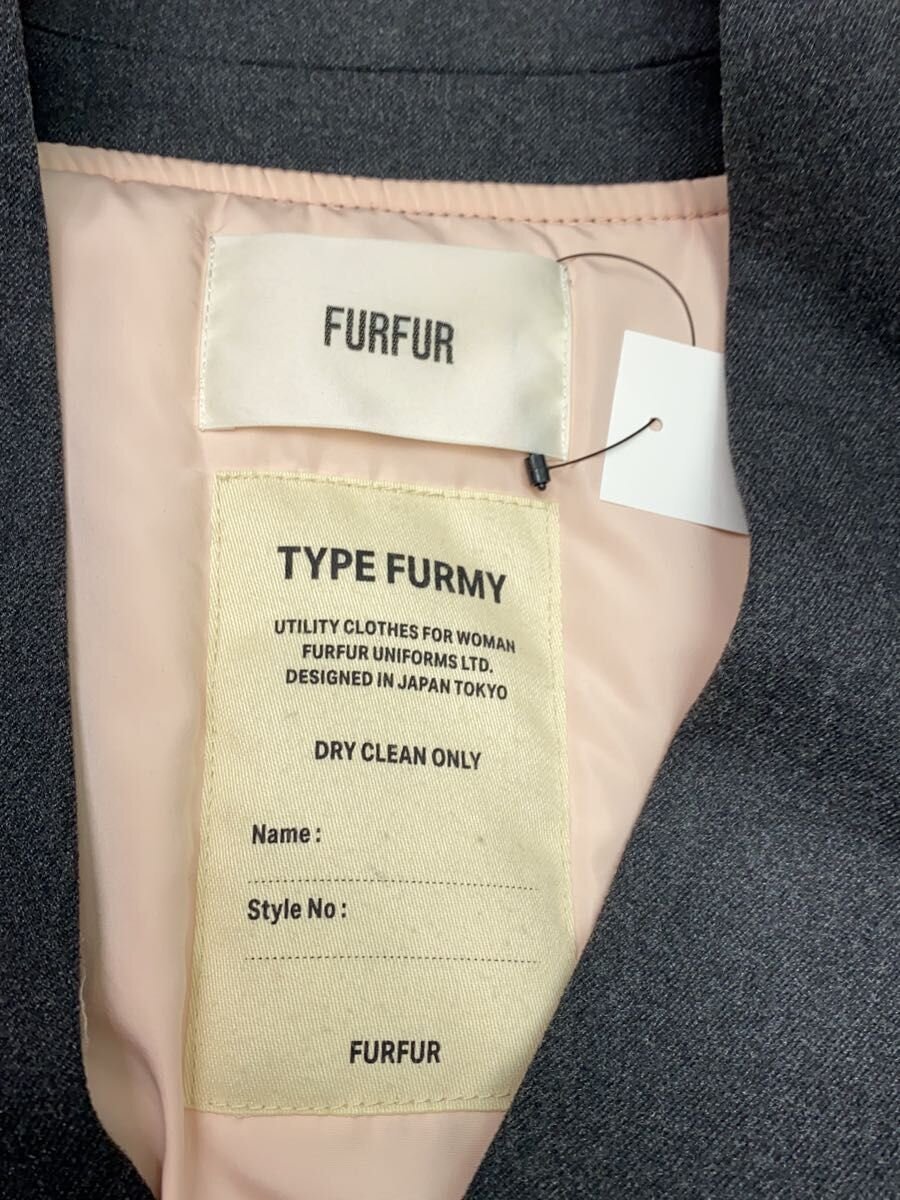 FURFUR
TYPE FURMY
UTILITY CLOTHES FOR WOMAN
FURFUR UNIFORMS LTD.
DESIGNED IN JAPAN TOKYO
DRY CLEAN ONLY
Name :
Style No :
FURFUR